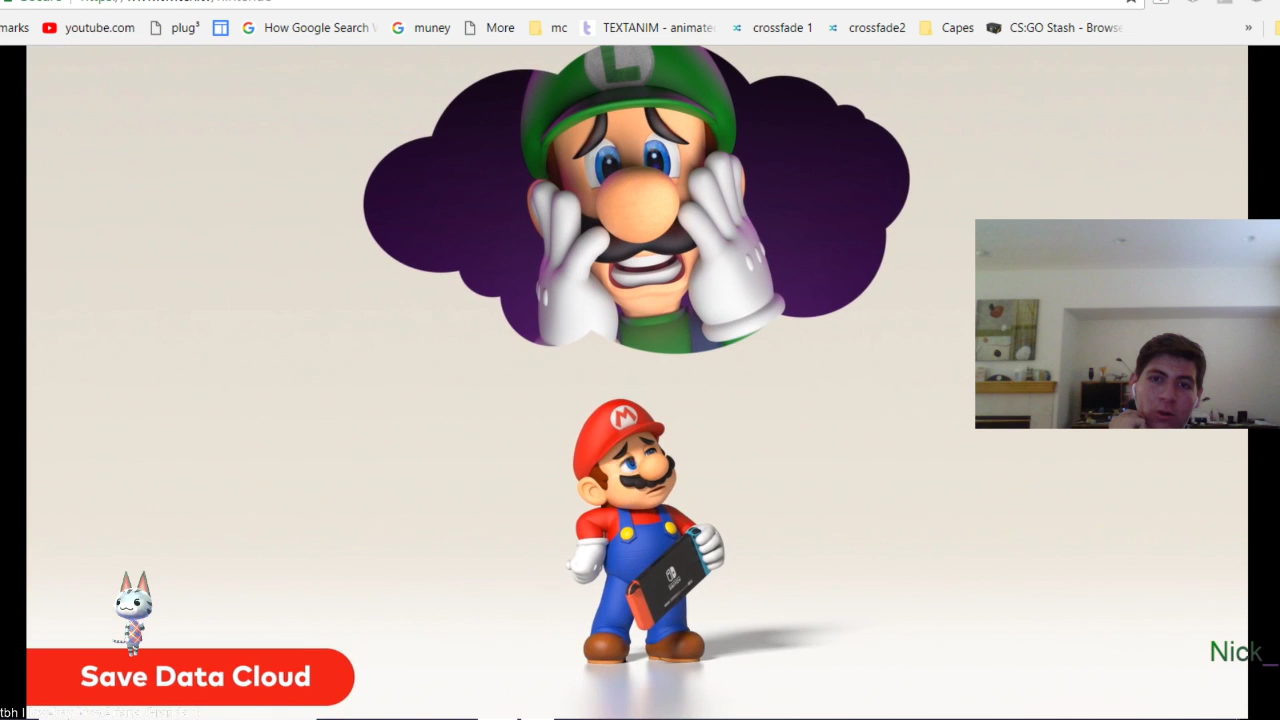 marks youtube.com plug³ How Google Search muney More mc TEXTANIM - animate crossfade 1 crossfade2 Capes CS:GO Stash - Browse »
L
M
Save Data Cloud
Nick_
tbh I